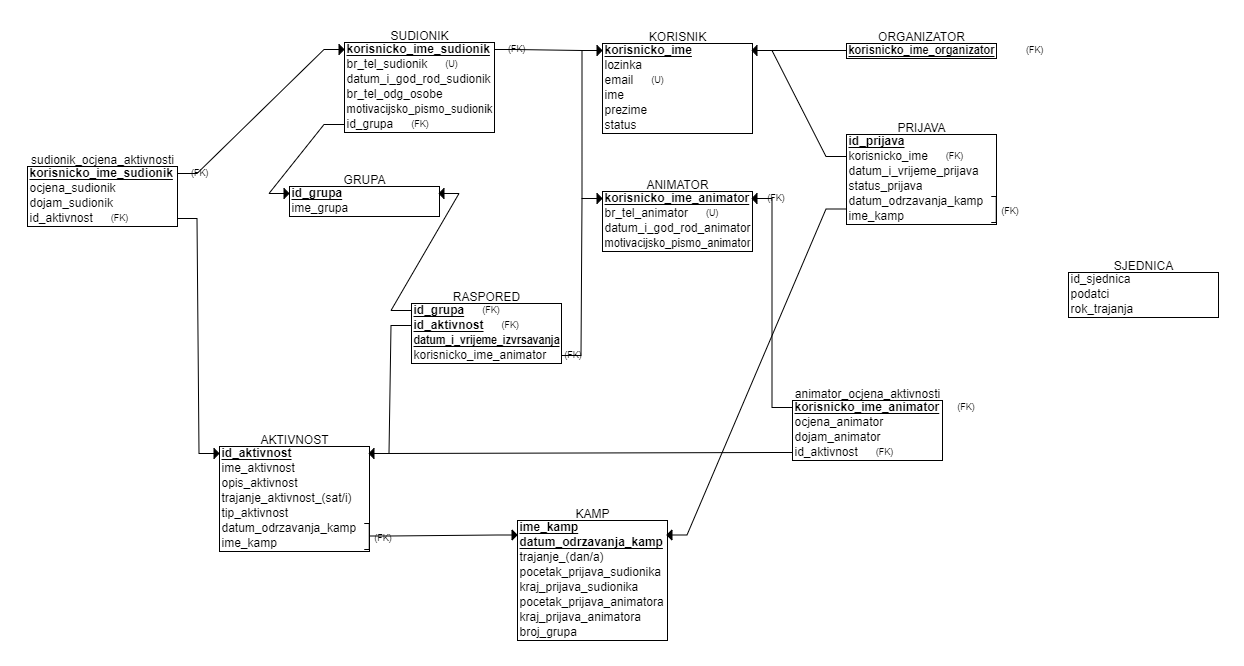 SUDIONIK
korisnicko_ime_sudionik (FK)
br_tel_sudionik (U)
datum_i_god_rod_sudionik
br_tel_odg_osobe
motivacijsko_pismo_sudionik
id_grupa (FK)
KORISNIK
korisnicko_ime
lozinka
email (U)
ime
prezime
status
ORGANIZATOR
korisnicko_ime_organizator (FK)
PRIJAVA
id_prijava
korisnicko_ime (FK)
datum_i_vrijeme_prijava
status_prijava
datum_odrzavanja_kamp
ime_kamp
(FK)
sudionik_ocjena_aktivnosti
korisnicko_ime_sudionik (FK)
ocjena_sudionik
dojam_sudionik
id_aktivnost (FK)
GRUPA
id_grupa
ime_grupa
ANIMATOR
korisnicko_ime_animator (FK)
br_tel_animator (U)
datum_i_god_rod_animator
motivacijsko_pismo_animator
SJEDNICA
id_sjednica
podatci
rok_trajanja
RASPORED
id_grupa (FK)
id_aktivnost (FK)
datum_i_vrijeme_izvrsavanja
korisnicko_ime_animator (FK)
animator_ocjena_aktivnosti
korisnicko_ime_animator (FK)
ocjena_animator
dojam_animator
id_aktivnost (FK)
AKTIVNOST
id_aktivnost
ime_aktivnost
opis_aktivnost
trajanje_aktivnost_(sat/i)
tip_aktivnost
datum_odrzavanja_kamp
ime_kamp
(FK)
KAMP
ime_kamp
datum_odrzavanja_kamp
trajanje_(dan/a)
pocetak_prijava_sudionika
kraj_prijava_sudionika
pocetak_prijava_animatora
kraj_prijava_animatora
broj_grupa